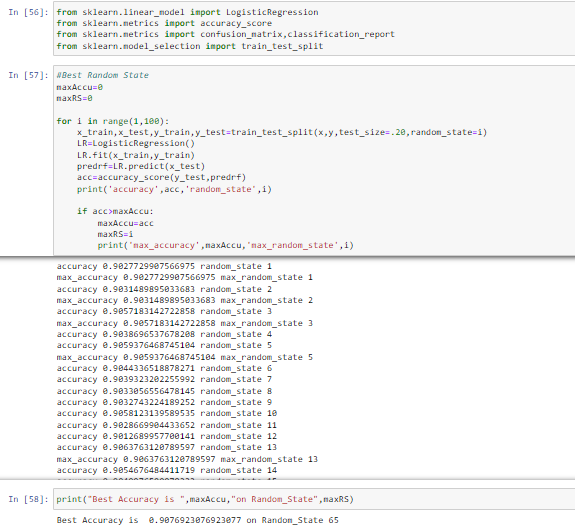 In [56]: from sklearn.linear_model import LogisticRegression
from sklearn.metrics import accuracy_score
from sklearn.metrics import confusion_matrix,classification_report
from sklearn.model_selection import train_test_split
In [57]: #Best Random State
maxAccu=0
maxRS=0
for i in range(1,100):
x_train,x_test,y_train,y_test=train_test_split(x,y,test_size=.20,random_state=i)
LR=LogisticRegression()
LR.fit(x_train,y_train)
predrf=LR.predict(x_test)
acc=accuracy_score(y_test,predrf)
print('accuracy',acc,'random_state',i)
if acc>maxAccu:
maxAccu=acc
maxRS=i
print('max_accuracy',maxAccu,'max_random_state',i)
accuracy 0.9027729907566975 random_state 1
max_accuracy 0.9027729907566975 max_random_state 1
accuracy 0.9031489895033683 random_state 2
max_accuracy 0.9031489895033683 max_random_state 2
accuracy 0.9057183142722858 random_state 3
max_accuracy 0.9057183142722858 max_random_state 3
accuracy 0.9038696537678208 random_state 4
accuracy 0.9059376468745104 random_state 5
max_accuracy 0.9059376468745104 max_random_state 5
accuracy 0.9044336518878271 random_state 6
accuracy 0.9039323202255992 random_state 7
accuracy 0.9033056556478145 random_state 8
accuracy 0.9032743224189252 random_state 9
accuracy 0.9058123139589535 random_state 10
accuracy 0.9028669904433652 random_state 11
accuracy 0.9012689957700141 random_state 12
accuracy 0.9063763120789597 random_state 13
max_accuracy 0.9063763120789597 max_random_state 13
accuracy 0.9054676484411719 random_state 14
In [58]: print("Best Accuracy is ",maxAccu,"on Random_State",maxRS)
Best Accuracy is  0.9076923076923077 on Random_State 65